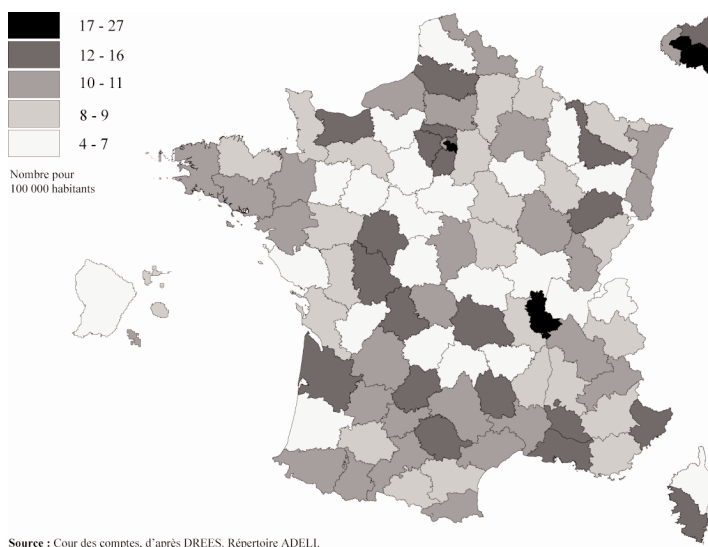 17 - 27
12 - 16
10 - 11
8 - 9
4 - 7
Nombre pour
100 000 habitants
Source : Cour des comptes, d'après DREES. Répertoire ADELI.